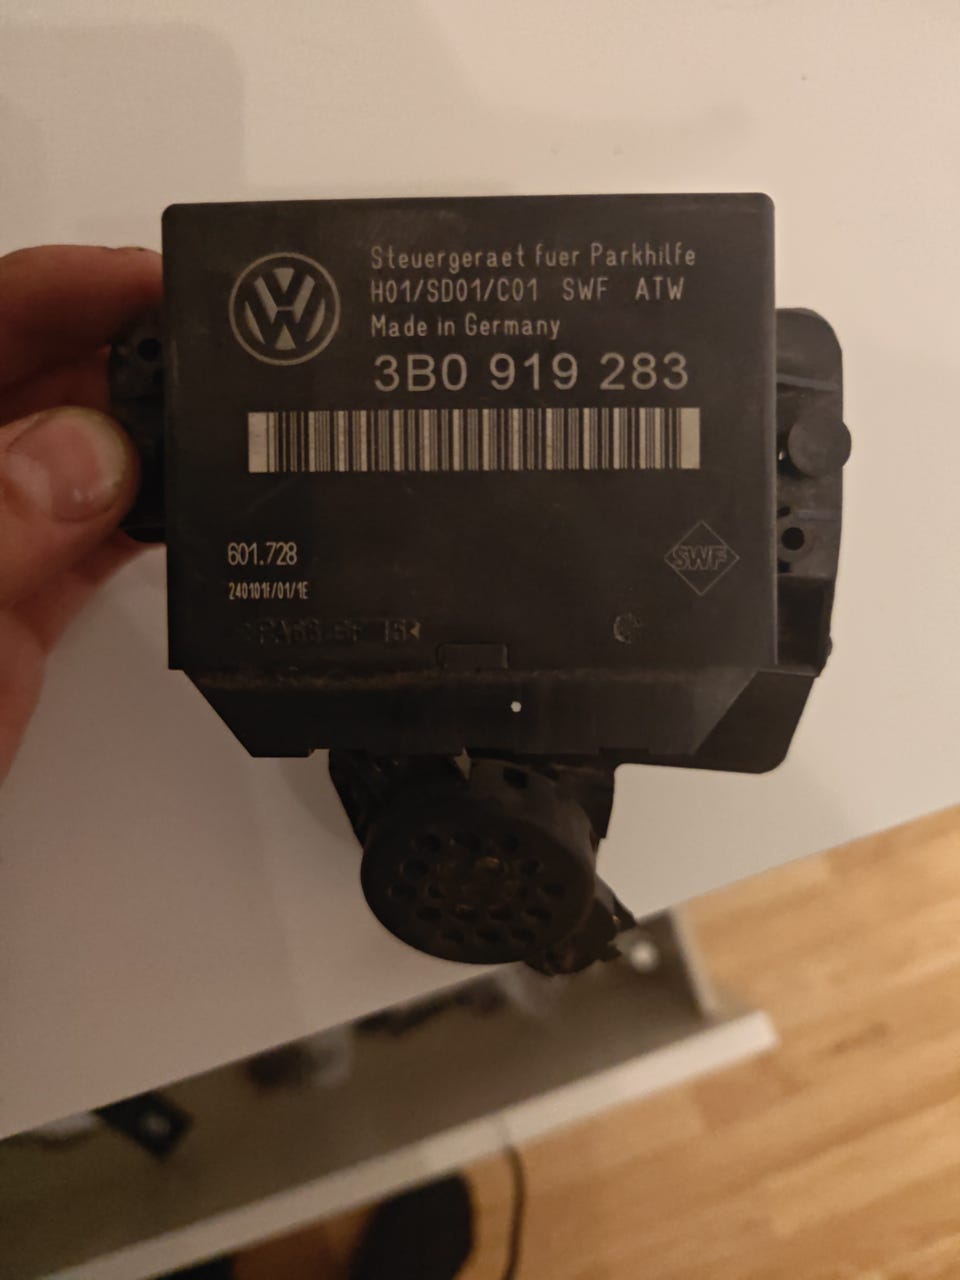 Steuergeraet fuer Parkhilfe
H01/SD01/C01 SWF ATW
Made in Germany
3B0 919 283
601.728
SWF
240101f/01/1E